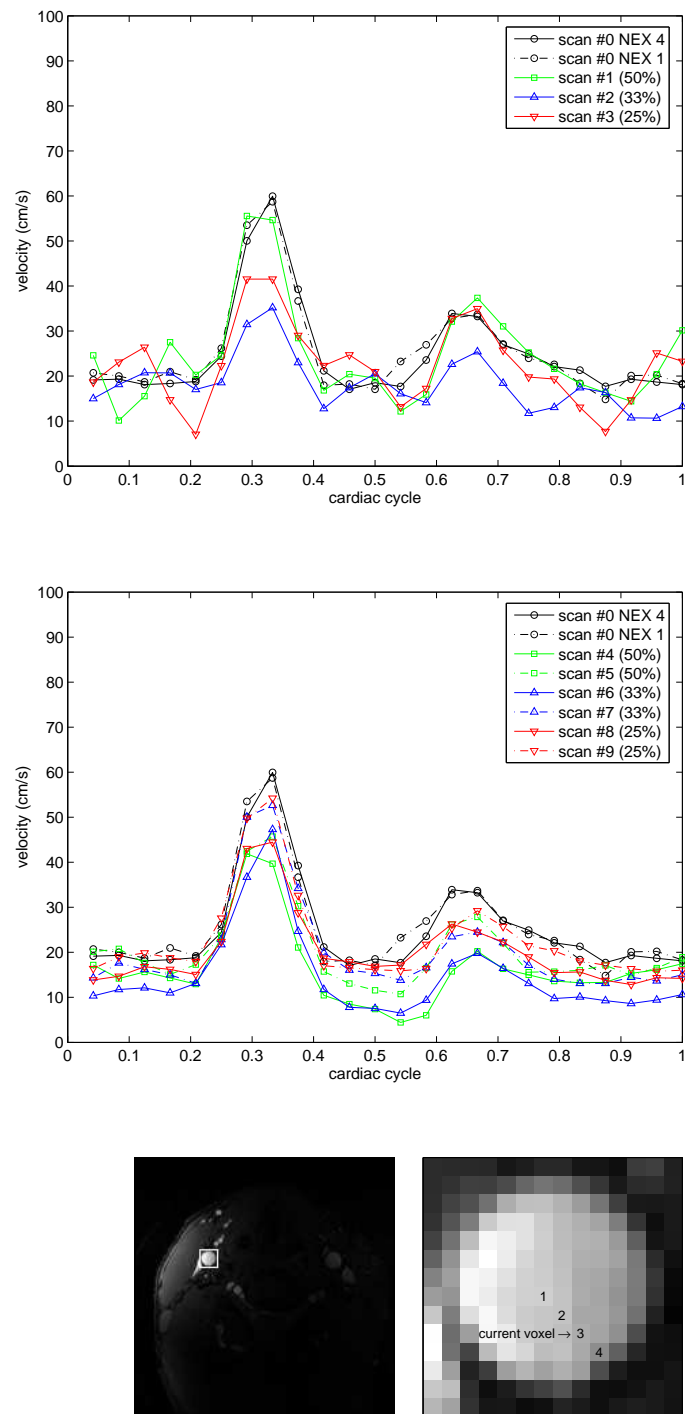 100
90
80
70
60
50
40
30
20
10
0
velocity (cm/s)
scan #0 NEX 4
scan #0 NEX 1
scan #1 (50%)
scan #2 (33%)
scan #3 (25%)
0 0.1 0.2 0.3 0.4 0.5 0.6 0.7 0.8 0.9 1
cardiac cycle
100
90
80
70
60
50
40
30
20
10
0
velocity (cm/s)
scan #0 NEX 4
scan #0 NEX 1
scan #4 (50%)
scan #5 (50%)
scan #6 (33%)
scan #7 (33%)
scan #8 (25%)
scan #9 (25%)
0 0.1 0.2 0.3 0.4 0.5 0.6 0.7 0.8 0.9 1
cardiac cycle
1
2
current voxel → 3
4